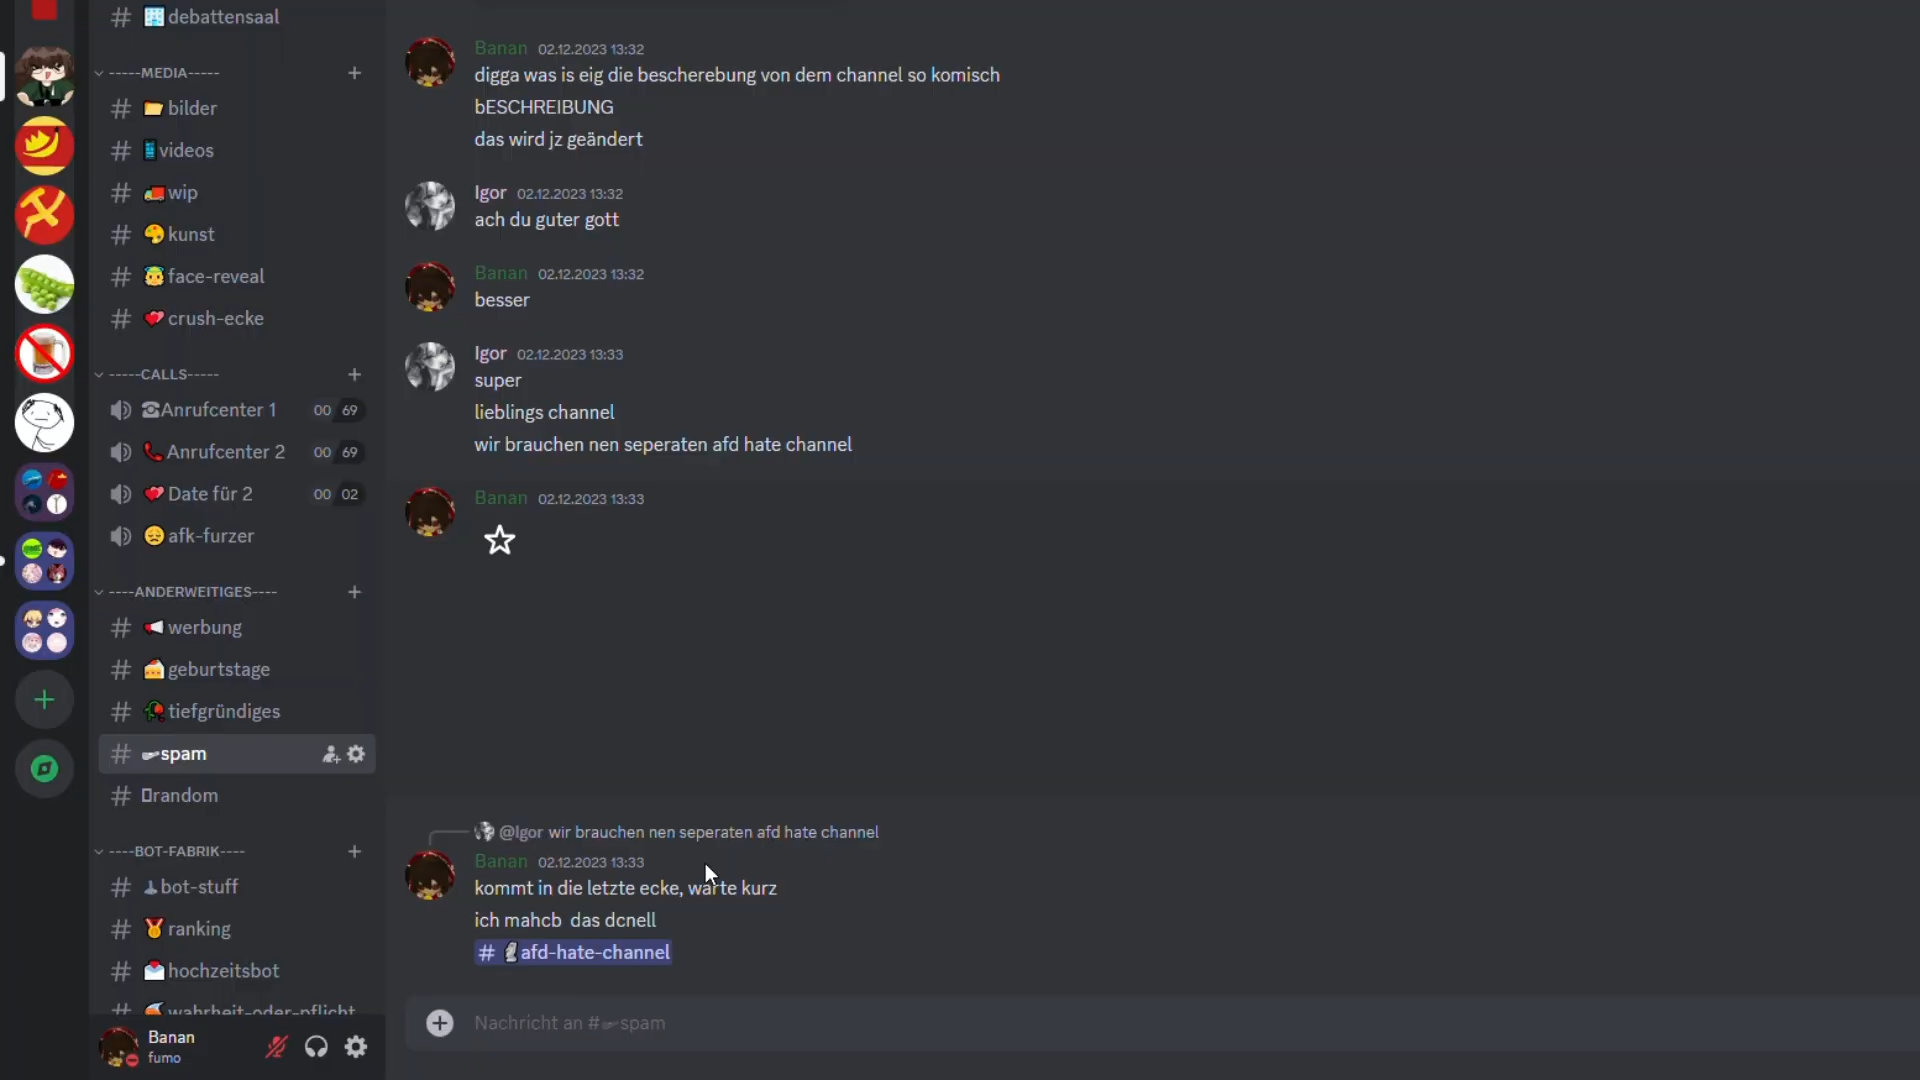 debattensaal
-----MEDIA-----
bilder
videos
wip
kunst
face-reveal
crush-ecke
-----CALLS-----
Anrufcenter 1 00 69
Anrufcenter 2 00 69
Date für 2 00 02
afk-furzer
----ANDERWEITIGES----
werbung
geburtstage
tiefgründiges
spam
random
----BOT-FABRIK----
bot-stuff
ranking
hochzeitsbot
wahrheit-oder-pflicht
Banan
fumo
Banan 02.12.2023 13:32
digga was is eig die bescherebung von dem channel so komisch
bESCHREIBUNG
das wird jz geändert
Igor 02.12.2023 13:32
ach du guter gott
Banan 02.12.2023 13:32
besser
Igor 02.12.2023 13:33
super
lieblings channel
wir brauchen nen seperaten afd hate channel
Banan 02.12.2023 13:33
@Igor wir brauchen nen seperaten afd hate channel
Banan 02.12.2023 13:33
kommt in die letzte ecke, warte kurz
ich mahcb das dcnell
# afd-hate-channel
Nachricht an #spam